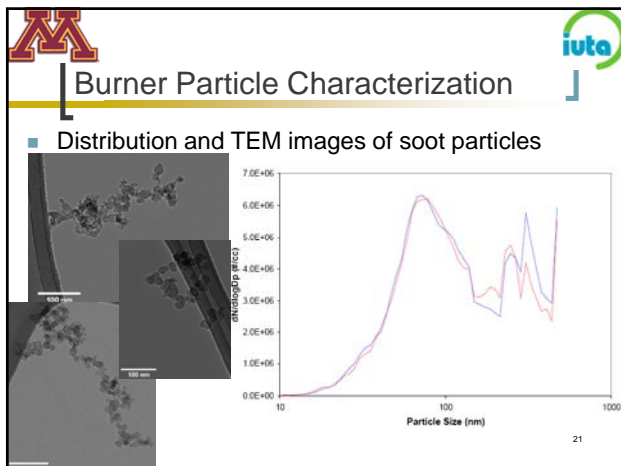 M
iuta
Burner Particle Characterization
Distribution and TEM images of soot particles
100 nm
100 nm
7.0E+06
6.0E+06
5.0E+06
4.0E+06
3.0E+06
2.0E+06
1.0E+06
0.0E+00
dN/dlogDp (#/cc)
10
100
1000
Particle Size (nm)
21